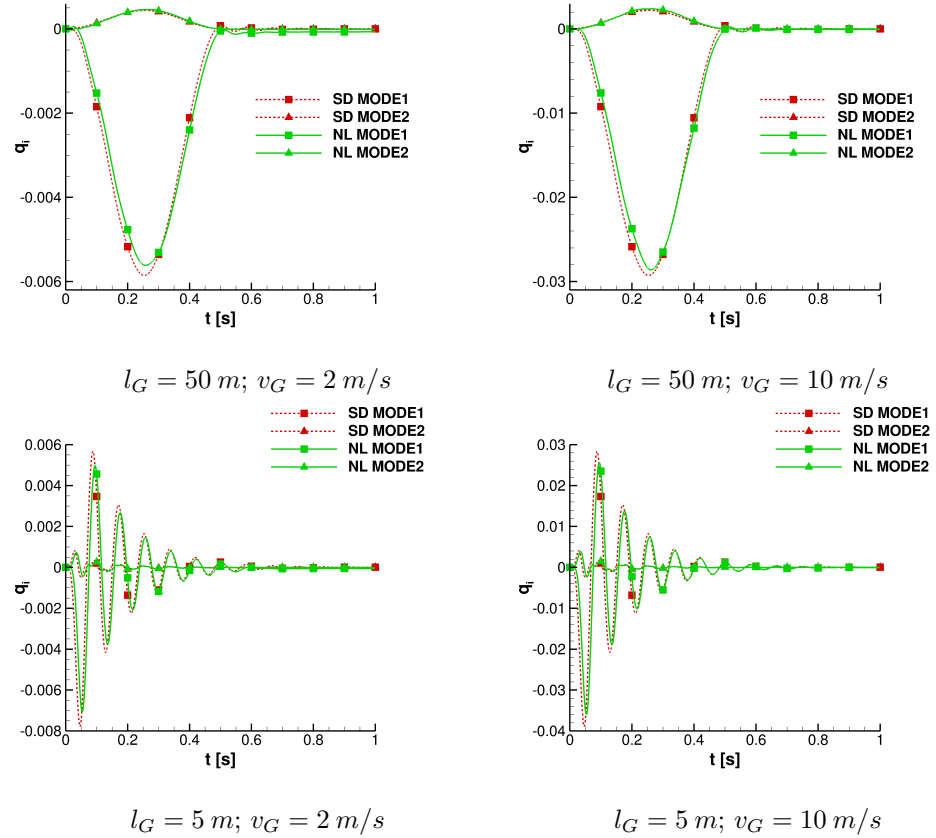 0
-0.002
-0.004
-0.006
q_i
0 0.2 0.4 0.6 0.8 1
t [s]
SD MODE1
SD MODE2
NL MODE1
NL MODE2
l_G = 50 m; v_G = 2 m/s
0
-0.01
-0.02
-0.03
q_i
0 0.2 0.4 0.6 0.8 1
t [s]
SD MODE1
SD MODE2
NL MODE1
NL MODE2
l_G = 50 m; v_G = 10 m/s
SD MODE1
SD MODE2
NL MODE1
NL MODE2
0.006
0.004
0.002
0
-0.002
-0.004
-0.006
-0.008
q_i
0 0.2 0.4 0.6 0.8 1
t [s]
l_G = 5 m; v_G = 2 m/s
SD MODE1
SD MODE2
NL MODE1
NL MODE2
0.03
0.02
0.01
0
-0.01
-0.02
-0.03
-0.04
q_i
0 0.2 0.4 0.6 0.8 1
t [s]
l_G = 5 m; v_G = 10 m/s